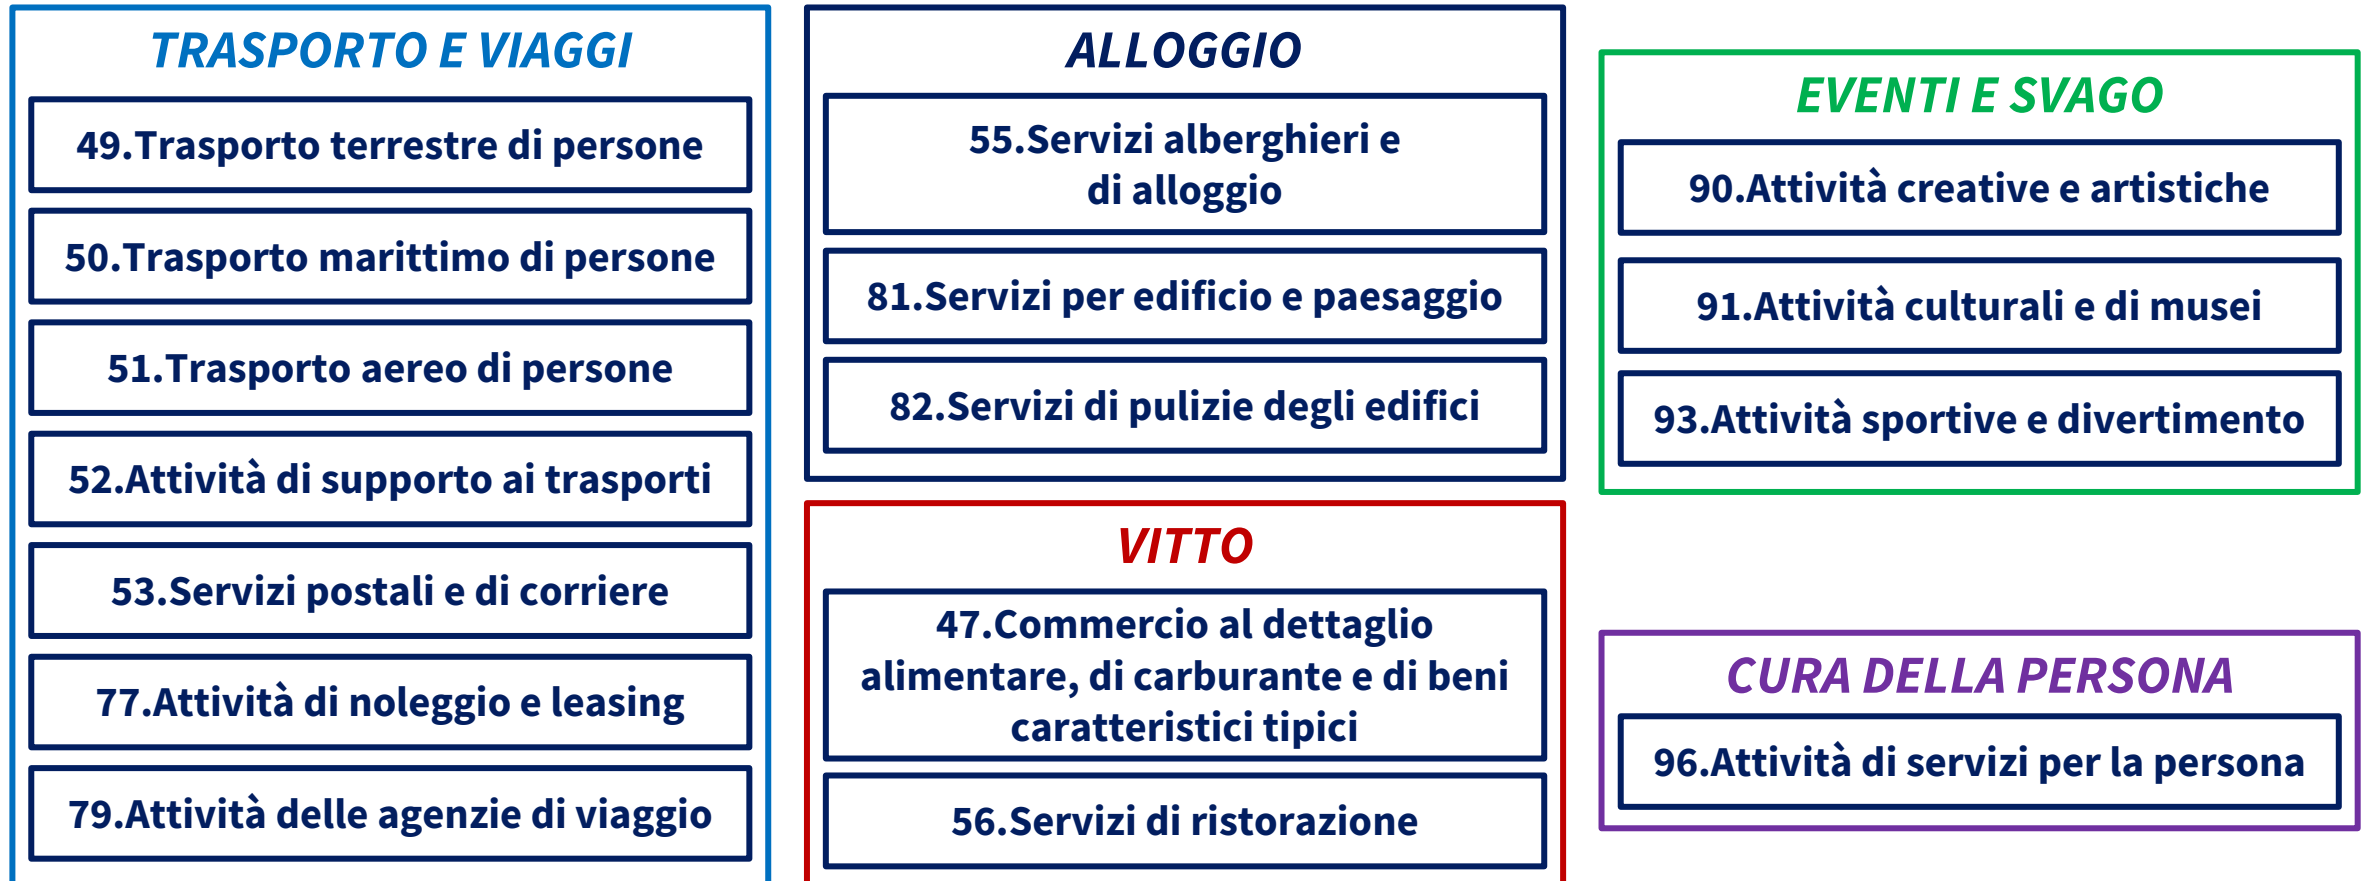 TRASPORTO E VIAGGI
49.Trasporto terrestre di persone
50.Trasporto marittimo di persone
51.Trasporto aereo di persone
52.Attività di supporto ai trasporti
53.Servizi postali e di corriere
77.Attività di noleggio e leasing
79.Attività delle agenzie di viaggio
ALLOGGIO
55.Servizi alberghieri e
di alloggio
81.Servizi per edificio e paesaggio
82.Servizi di pulizie degli edifici
VITTO
47.Commercio al dettaglio
alimentare, di carburante e di beni
caratteristici tipici
56.Servizi di ristorazione
EVENTI E SVAGO
90.Attività creative e artistiche
91.Attività culturali e di musei
93.Attività sportive e divertimento
CURA DELLA PERSONA
96.Attività di servizi per la persona